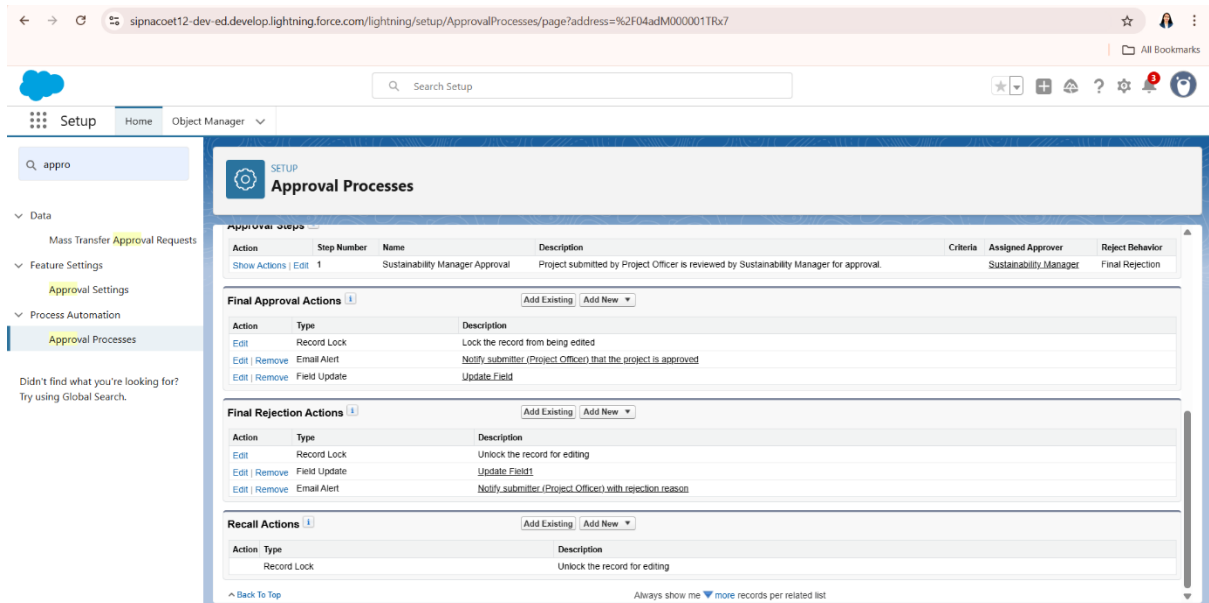 sipnacoet12-dev-ed.develop.lightning.force.com/lightning/setup/ApprovalProcesses/page?address=%2F04adM000001TRx7
All Bookmarks
Search Setup
3
Setup Home Object Manager
appro
Data
Mass Transfer Approval Requests
Feature Settings
Approval Settings
Process Automation
Approval Processes
Didn't find what you're looking for?
Try using Global Search.
SETUP
Approval Processes
Approval Steps
Action Step Number Name Description Criteria Assigned Approver Reject Behavior
Show Actions | Edit 1 Sustainability Manager Approval Project submitted by Project Officer is reviewed by Sustainability Manager for approval. Sustainability Manager Final Rejection
Final Approval Actions i Add Existing Add New
Action Type Description
Edit Record Lock Lock the record from being edited
Edit | Remove Email Alert Notify submitter (Project Officer) that the project is approved
Edit | Remove Field Update Update Field
Final Rejection Actions i Add Existing Add New
Action Type Description
Edit Record Lock Unlock the record for editing
Edit | Remove Field Update Update Field1
Edit | Remove Email Alert Notify submitter (Project Officer) with rejection reason
Recall Actions i Add Existing Add New
Action Type Description
Record Lock Unlock the record for editing
Back To Top Always show me more records per related list